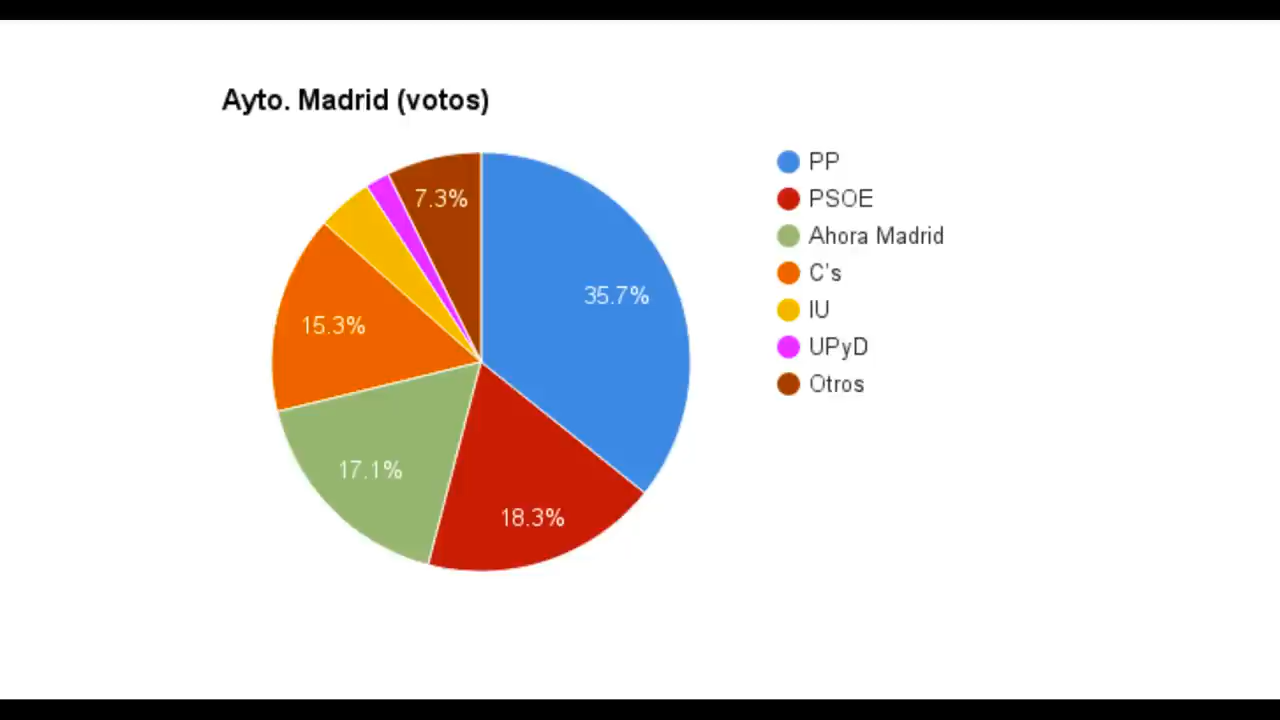 Ayto. Madrid (votos)
PP
PSOE
Ahora Madrid
C's
IU
UPyD
Otros
7.3%
35.7%
15.3%
17.1%
18.3%